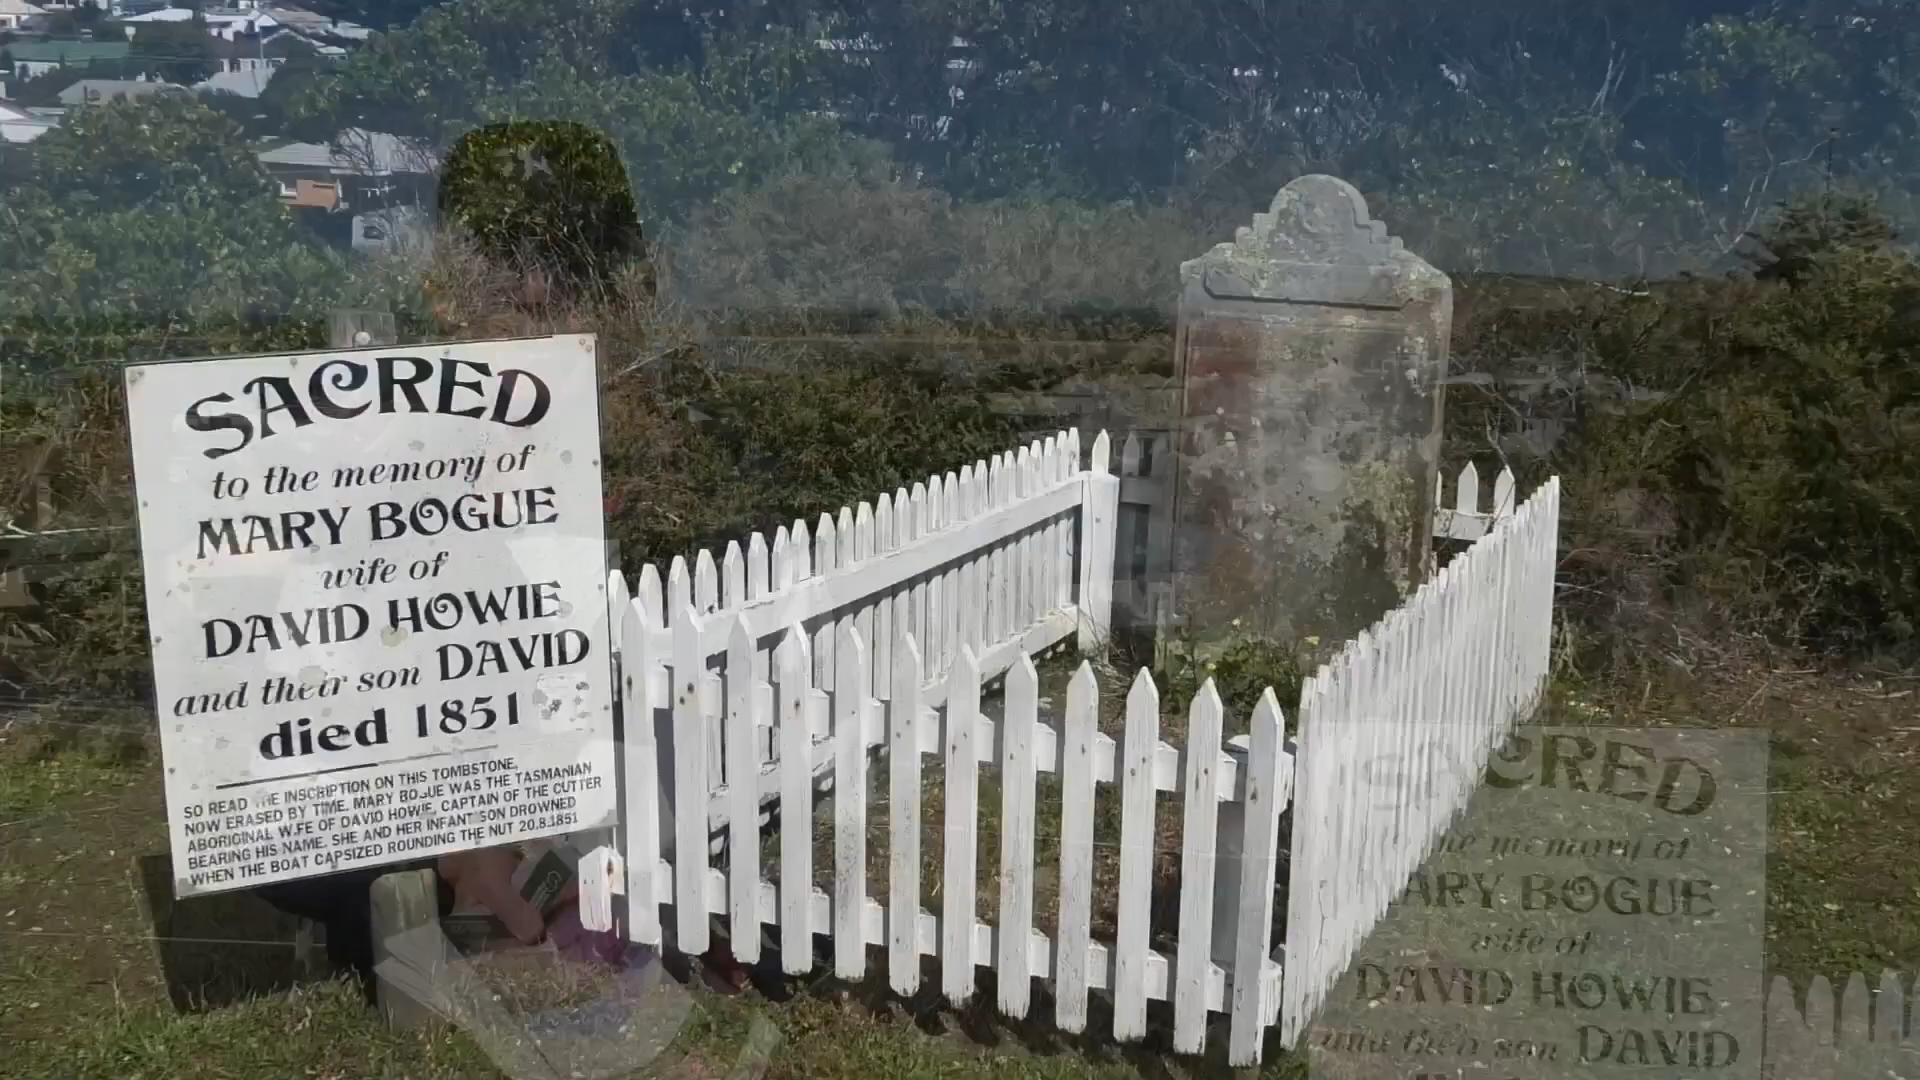 SACRED
to the memory of
MARY BOGUE
wife of
DAVID HOWIE
and their son DAVID
died 1851
SO READ THE INSCRIPTION ON THIS TOMBSTONE,
NOW ERASED BY TIME. MARY BOGUE WAS THE TASMANIAN
ABORIGINAL WIFE OF DAVID HOWIE, CAPTAIN OF THE CUTTER
BEARING HIS NAME. SHE AND HER INFANT SON DROWNED
WHEN THE BOAT CAPSIZED ROUNDING THE NUT 20.8.1851
SACRED
memory of
MARY BOGUE
wife of
DAVID HOWIE
and their son DAVID